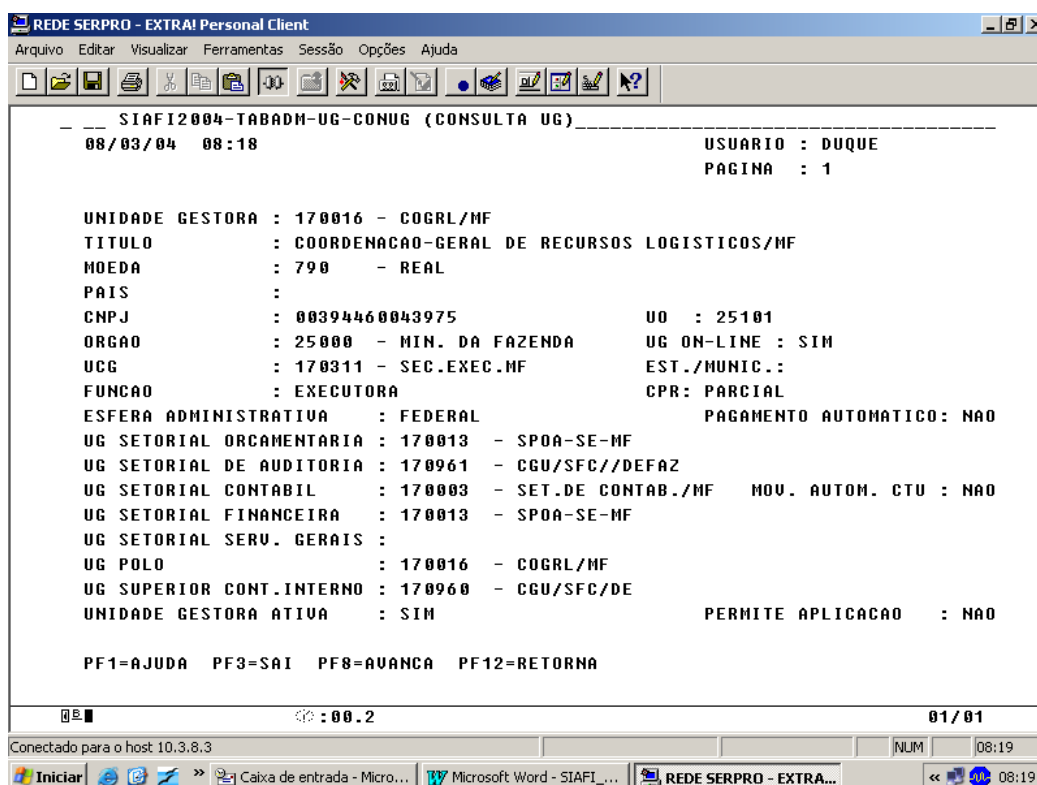 REDE SERPRO - EXTRA! Personal Client
Arquivo Editar Visualizar Ferramentas Sessão Opções Ajuda
_ __ SIAFI2004-TABADM-UG-CONUG (CONSULTA UG)____________________________________
08/03/04 08:18 USUARIO : DUQUE
PAGINA : 1
UNIDADE GESTORA : 170016 - COGRL/MF
TITULO : COORDENACAO-GERAL DE RECURSOS LOGISTICOS/MF
MOEDA : 790 - REAL
PAIS :
CNPJ : 00394460043975 UO : 25101
ORGAO : 25000 - MIN. DA FAZENDA UG ON-LINE : SIM
UCG : 170311 - SEC.EXEC.MF EST./MUNIC.:
FUNCAO : EXECUTORA CPR: PARCIAL
ESFERA ADMINISTRATIVA : FEDERAL PAGAMENTO AUTOMATICO: NAO
UG SETORIAL ORCAMENTARIA : 170013 - SPOA-SE-MF
UG SETORIAL DE AUDITORIA : 170961 - CGU/SFC//DEFAZ
UG SETORIAL CONTABIL : 170003 - SET.DE CONTAB./MF MOV. AUTOM. CTU : NAO
UG SETORIAL FINANCEIRA : 170013 - SPOA-SE-MF
UG SETORIAL SERV. GERAIS :
UG POLO : 170016 - COGRL/MF
UG SUPERIOR CONT.INTERNO : 170960 - CGU/SFC/DE
UNIDADE GESTORA ATIVA : SIM PERMITE APLICACAO : NAO
PF1=AJUDA PF3=SAI PF8=AVANCA PF12=RETORNA
:00.2 01/01
Conectado para o host 10.3.8.3 NUM 08:19
Iniciar » Caixa de entrada - Micro... Microsoft Word - SIAFI_... REDE SERPRO - EXTRA... « 08:19